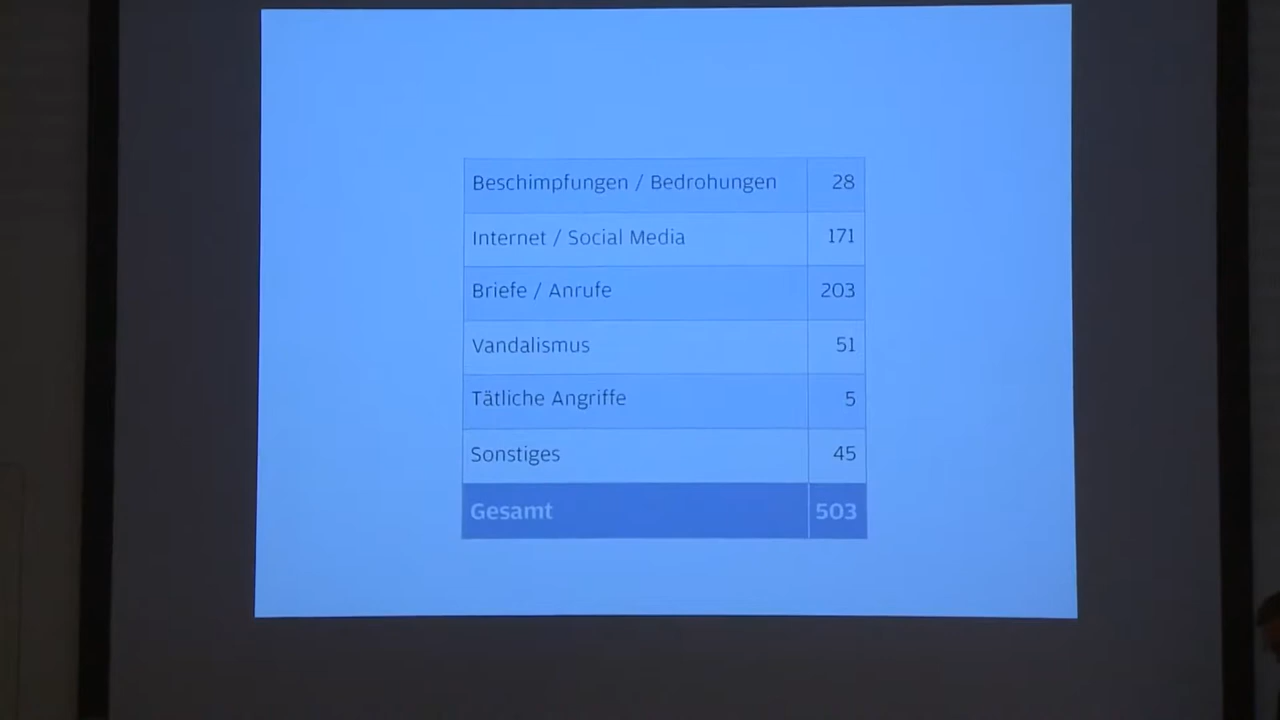 Beschimpfungen / Bedrohungen 28
Internet / Social Media 171
Briefe / Anrufe 203
Vandalismus 51
Tätliche Angriffe 5
Sonstiges 45
Gesamt 503